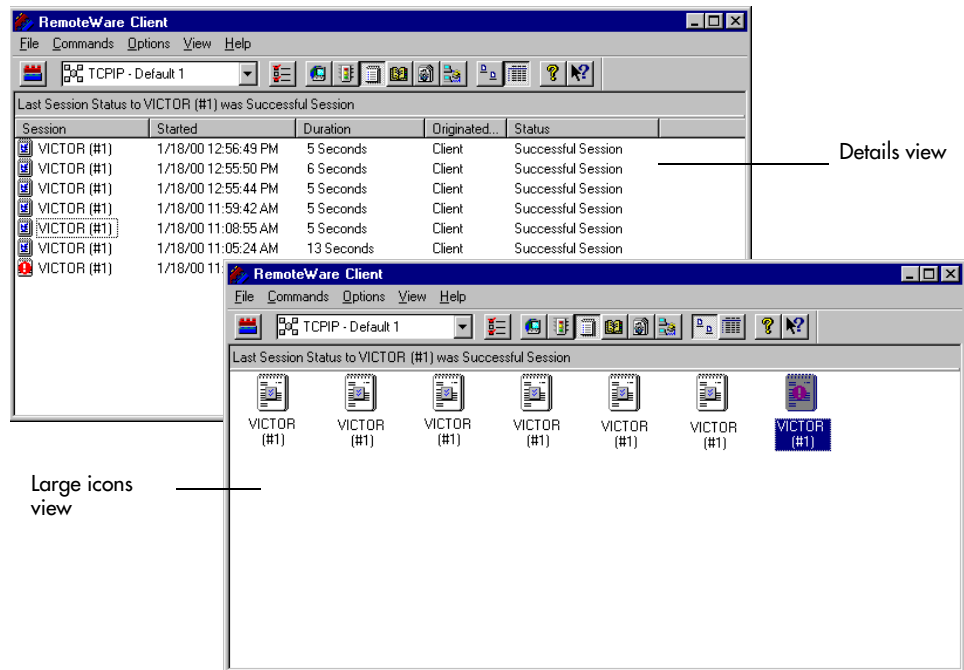 RemoteWare Client
File Commands Options View Help
TCPIP - Default 1
Last Session Status to VICTOR (#1) was Successful Session
Session Started Duration Originated... Status
VICTOR (#1) 1/18/00 12:56:49 PM 5 Seconds Client Successful Session
VICTOR (#1) 1/18/00 12:55:50 PM 6 Seconds Client Successful Session
VICTOR (#1) 1/18/00 12:55:44 PM 5 Seconds Client Successful Session
VICTOR (#1) 1/18/00 11:59:42 AM 5 Seconds Client Successful Session
VICTOR (#1) 1/18/00 11:08:55 AM 5 Seconds Client Successful Session
VICTOR (#1) 1/18/00 11:05:24 AM 13 Seconds Client Successful Session
VICTOR (#1) 1/18/00 11:
Details view
RemoteWare Client
File Commands Options View Help
TCPIP - Default 1
Last Session Status to VICTOR (#1) was Successful Session
VICTOR (#1)
VICTOR (#1)
VICTOR (#1)
VICTOR (#1)
VICTOR (#1)
VICTOR (#1)
VICTOR (#1)
Large icons
view